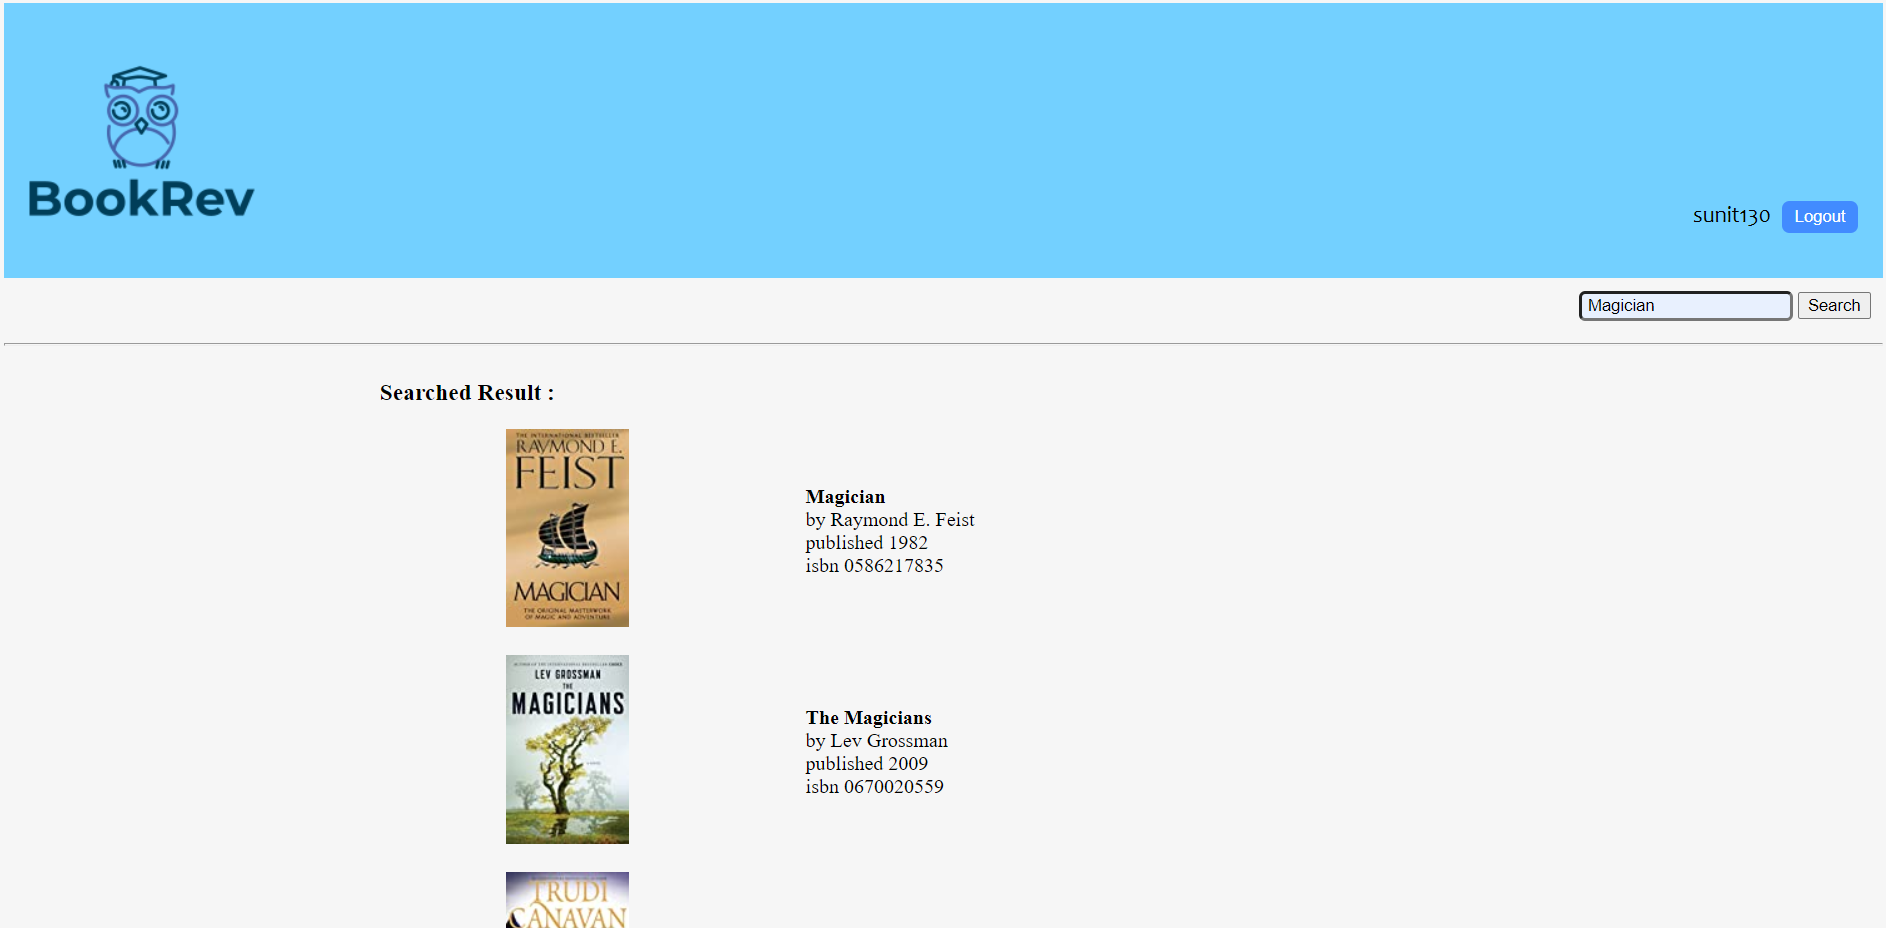 BookRev
sunit130 Logout
Magician Search
Searched Result :
THE INTERNATIONAL BESTSELLER
RAYMOND E.
FEIST
MAGICIAN
THE ORIGINAL MASTERWORK
OF MAGIC AND ADVENTURE
Magician
by Raymond E. Feist
published 1982
isbn 0586217835
LEV GROSSMAN
THE
MAGICIANS
The Magicians
by Lev Grossman
published 2009
isbn 0670020559
TRUDI
CANAVAN